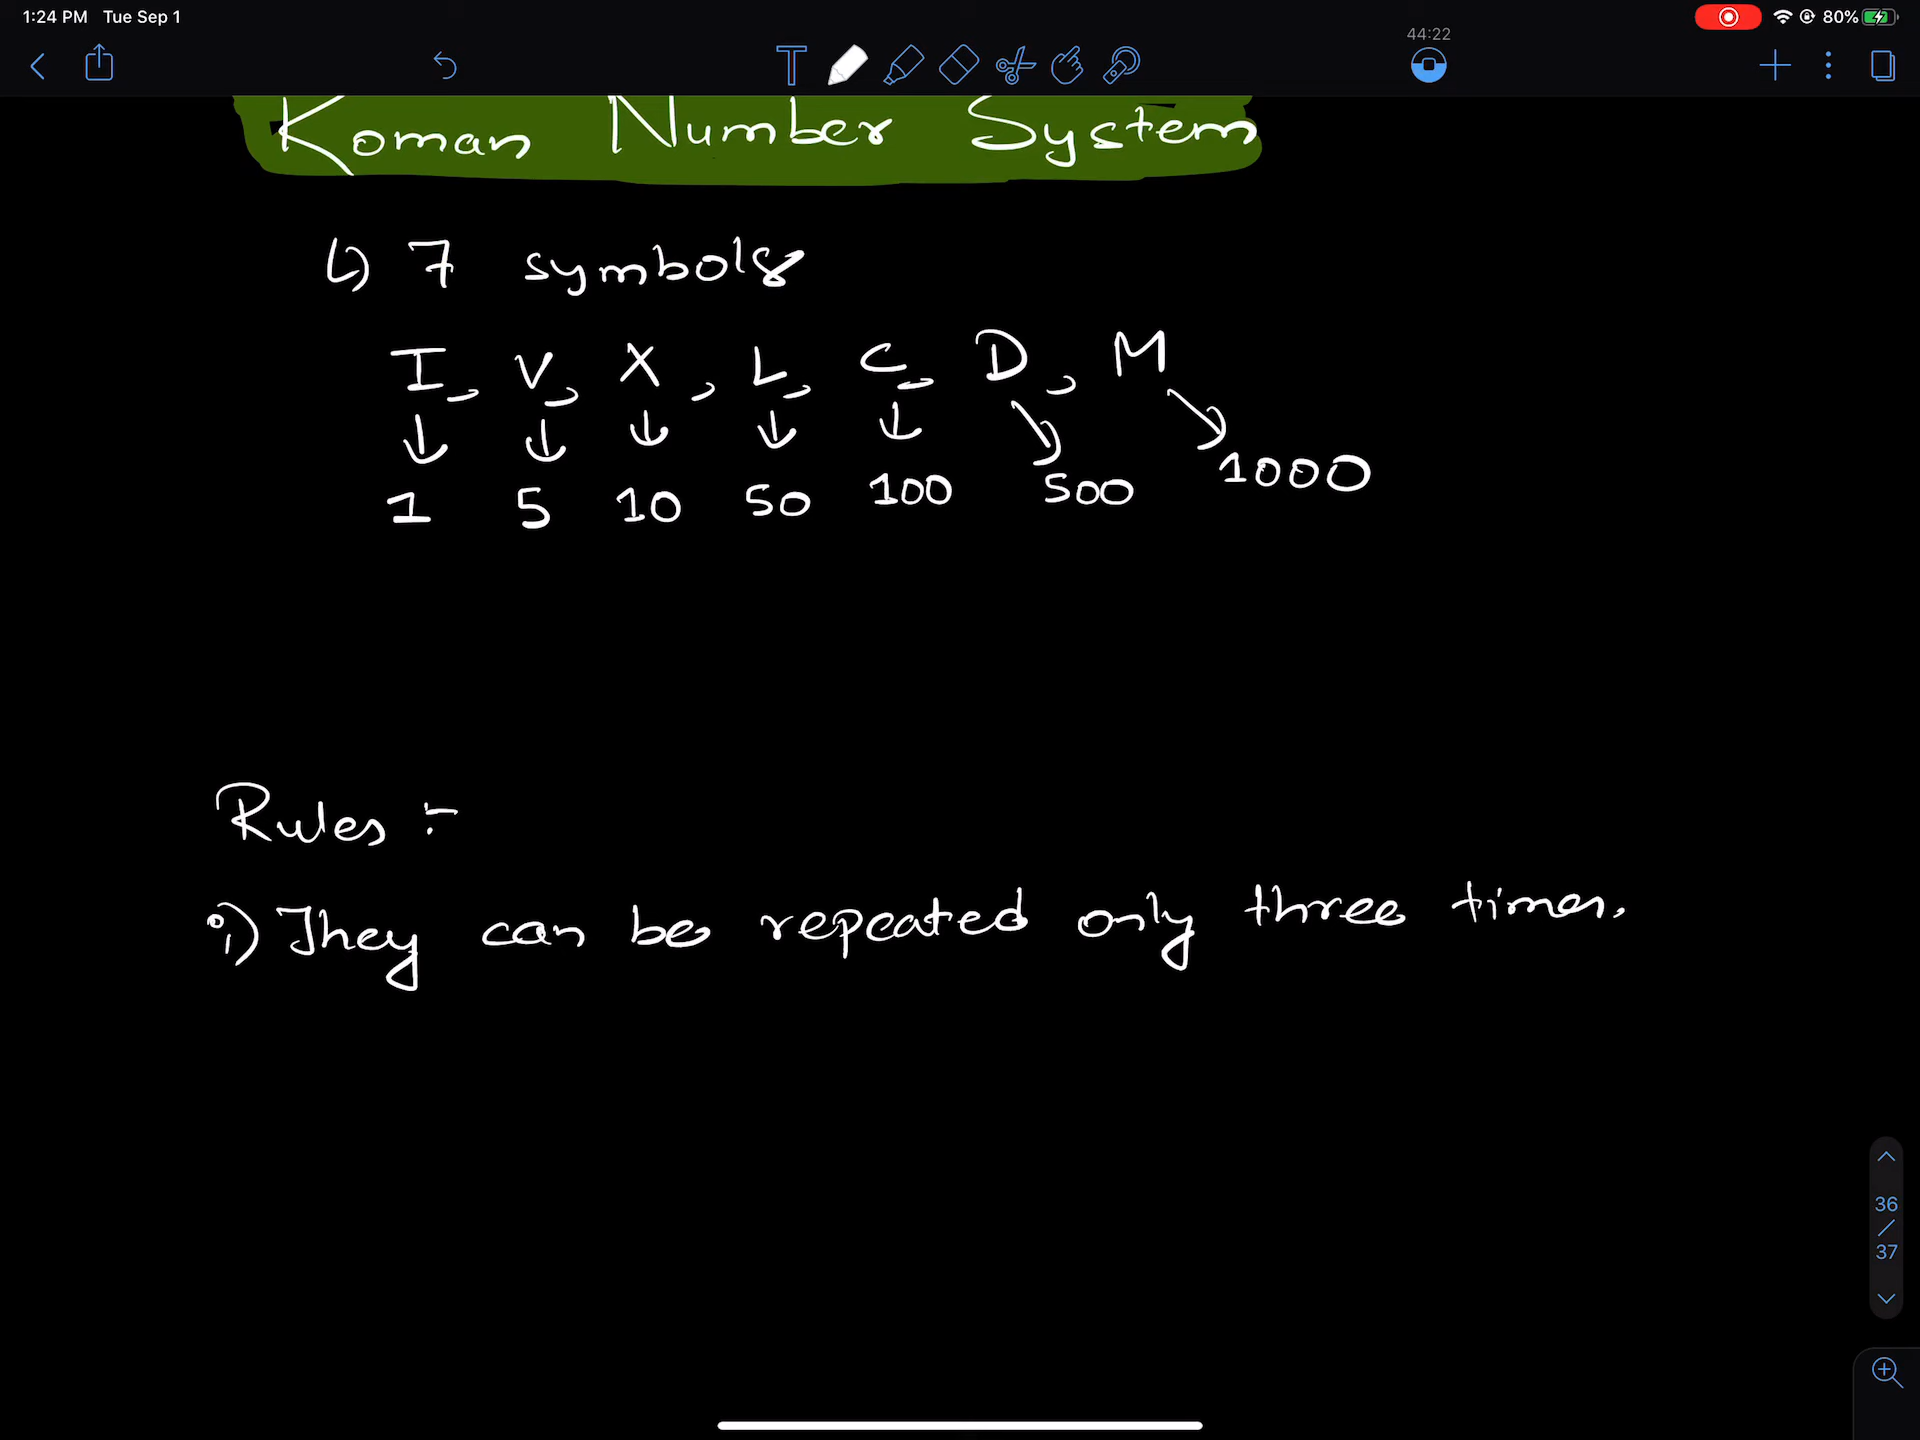 1:24 PM Tue Sep 1
80%
44:22
Roman Number System
↳ 7 symbols
I, V, X, L, C, D, M
↓ ↓ ↓ ↓ ↓ ↘ ↘
1 5 10 50 100 500 1000
Rules :-
i) They can be repeated only three times.
36
/
37